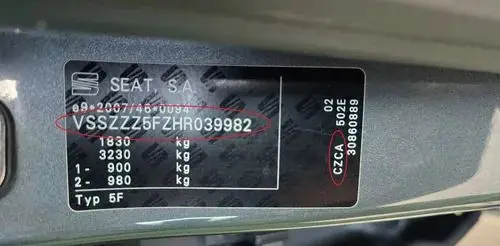 SEAT, S.A.
e9*2007/46*0094*
VSSZZZ5FZHR039982
1830 kg
3230 kg
1- 900 kg
2- 980 kg
Typ 5F
02
502E
30860889
CZCA